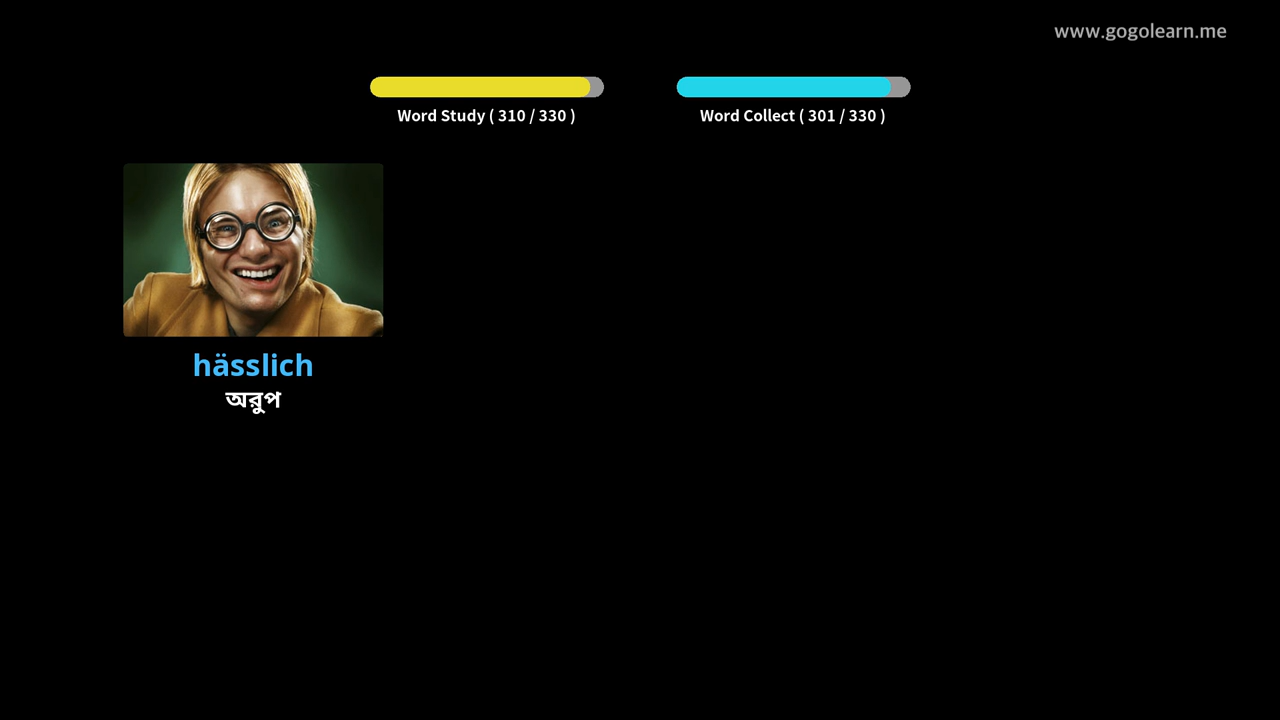 www.gogolearn.me
Word Study ( 310 / 330 )
Word Collect ( 301 / 330 )
hässlich
অরুপ